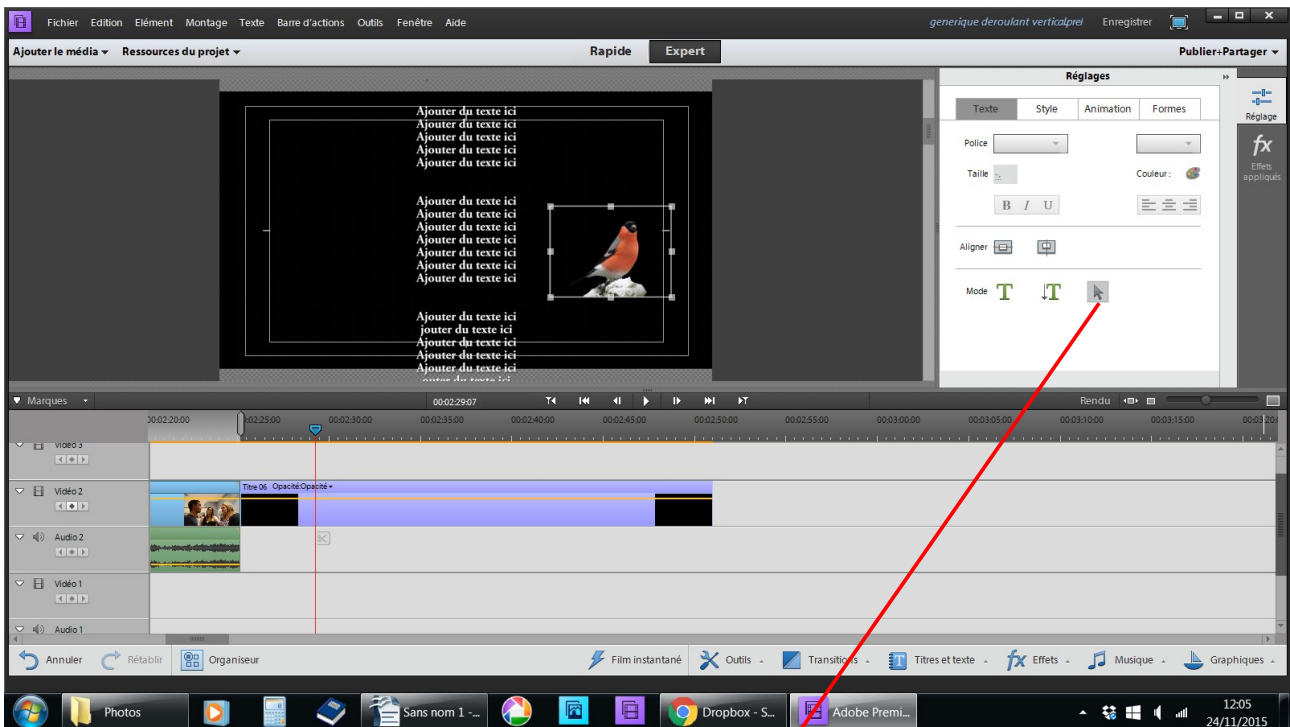 Fichier Edition Elément Montage Texte Barre d'actions Outils Fenêtre Aide
generique deroulant verticalprel Enregistrer
Ajouter le média Ressources du projet
Rapide Expert
Publier+Partager
Ajouter du texte ici
Ajouter du texte ici
Ajouter du texte ici
Ajouter du texte ici
Ajouter du texte ici
Ajouter du texte ici
Ajouter du texte ici
Ajouter du texte ici
Ajouter du texte ici
Ajouter du texte ici
Ajouter du texte ici
Ajouter du texte ici
Ajouter du texte ici
jouter du texte ici
Ajouter du texte ici
Ajouter du texte ici
Ajouter du texte ici
Réglages
Texte Style Animation Formes
Police
Taille Couleur :
B I U
Aligner
Mode T T
Réglage
fx
Effets
appliqués
Marques 00:02:29:07 Rendu
00:02:20:00 00:02:30:00 00:02:35:00 00:02:40:00 00:02:45:00 00:02:50:00 00:02:55:00 00:03:00:00 00:03:05:00 00:03:10:00 00:03:15:00
Vidéo 3
Vidéo 2
Titre 06 Opacité:Opacité
Audio 2
Vidéo 1
Audio 1
Annuler Rétablir Organiseur Film instantané Outils Transitions Titres et texte fx Effets Musique Graphiques
Photos Sans nom 1 -... Dropbox - S... Adobe Premi...
12:05
24/11/2015